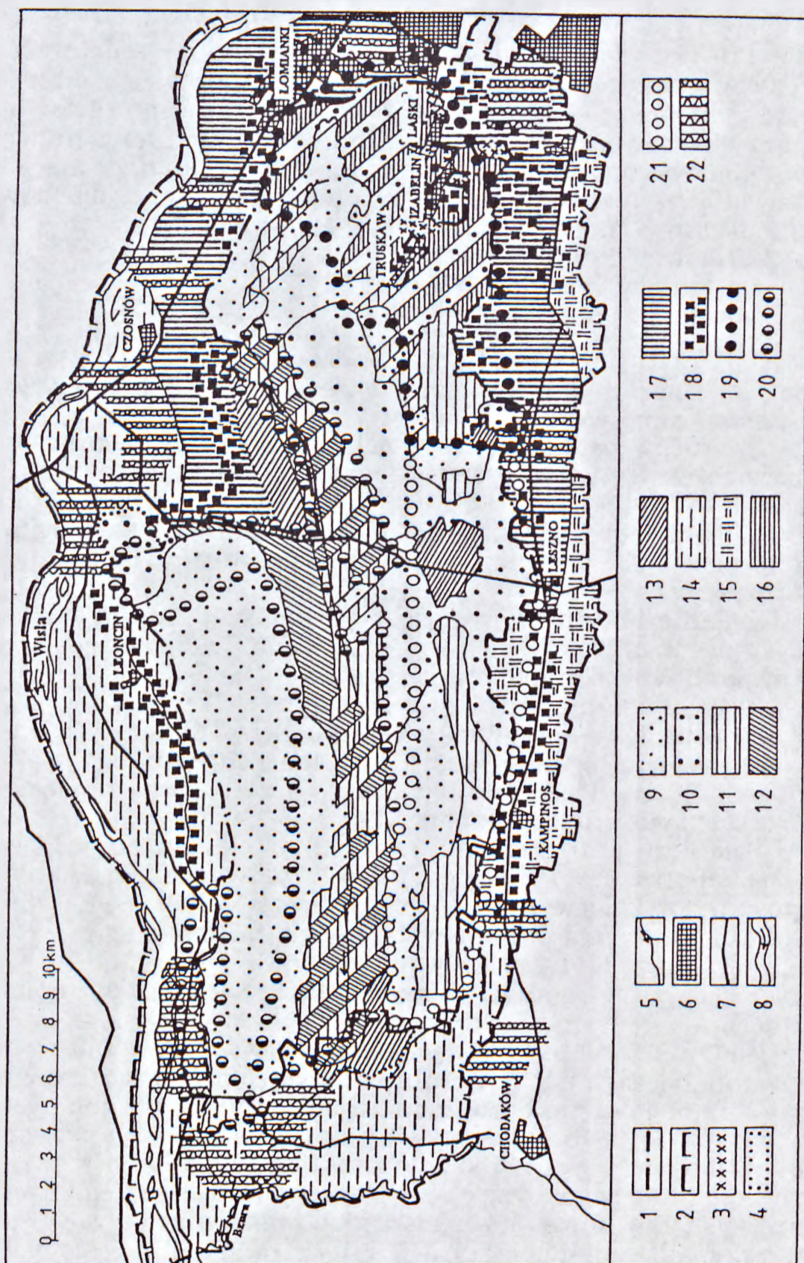 0 1 2 3 4 5 6 7 8 9 10 km
Wisła
Bzura
LEONCIN
CZOSNÓW
ŁOMIANKI
TRUSKAW
IZABELIN
LASKI
CHODAKÓW
KAMPINOS
LESZNO
1
2
3
4
5
6
7
8
9
10
11
12
13
14
15
16
17
18
19
20
21
22